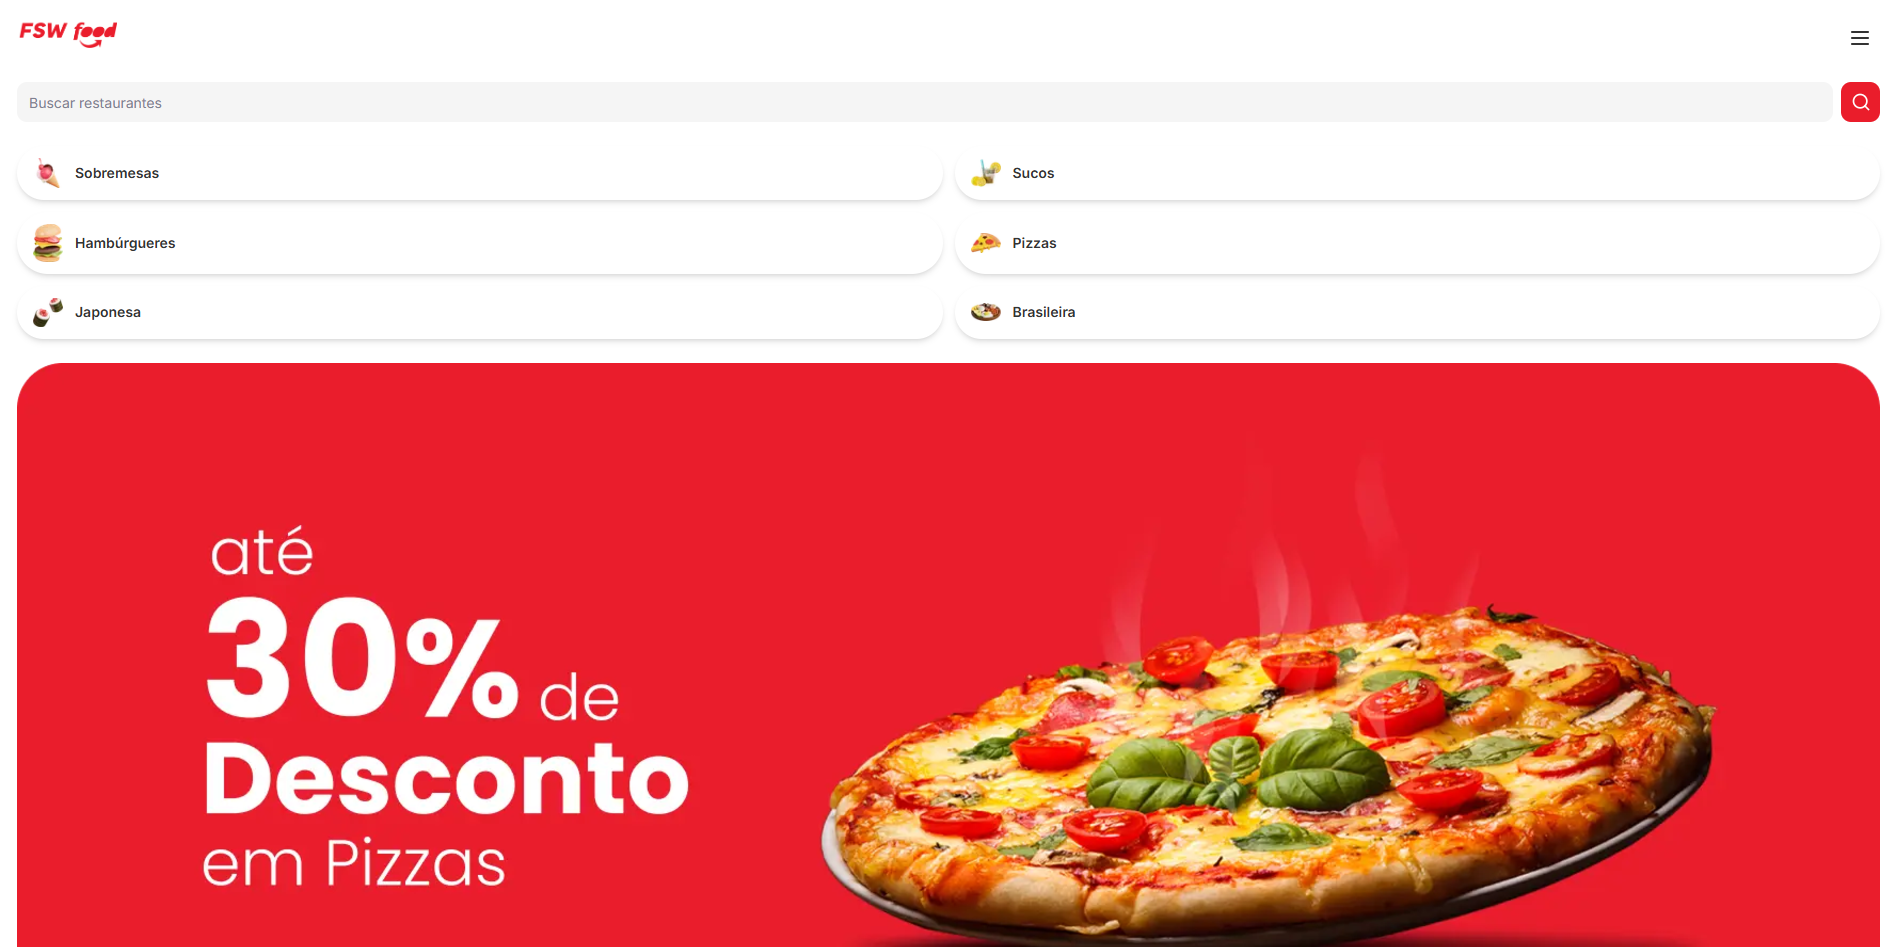 FSW food
Buscar restaurantes
Sobremesas
Sucos
Hambúrgueres
Pizzas
Japonesa
Brasileira
até
30% de
Desconto
em Pizzas